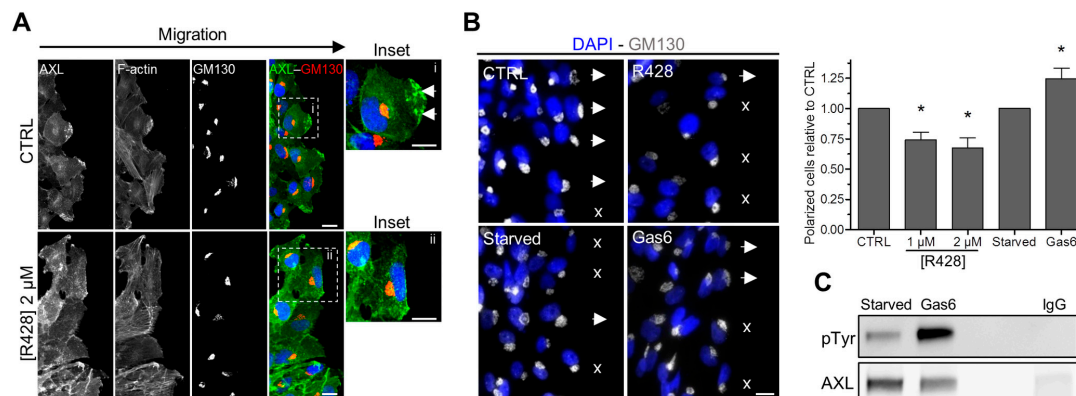 A
Migration
Inset
AXL
F-actin
GM130
AXL–GM130
i
i
CTRL
Inset
ii
ii
[R428] 2 µM
B
DAPI - GM130
CTRL
R428
x
x
x
x
x
Starved
Gas6
x
x
x
x
x
*
*
*
Polarized cells relative to CTRL
1.25
1.00
0.75
0.50
0.25
0.00
CTRL
1 µM
2 µM
Starved
Gas6
[R428]
C
Starved
Gas6
IgG
pTyr
AXL